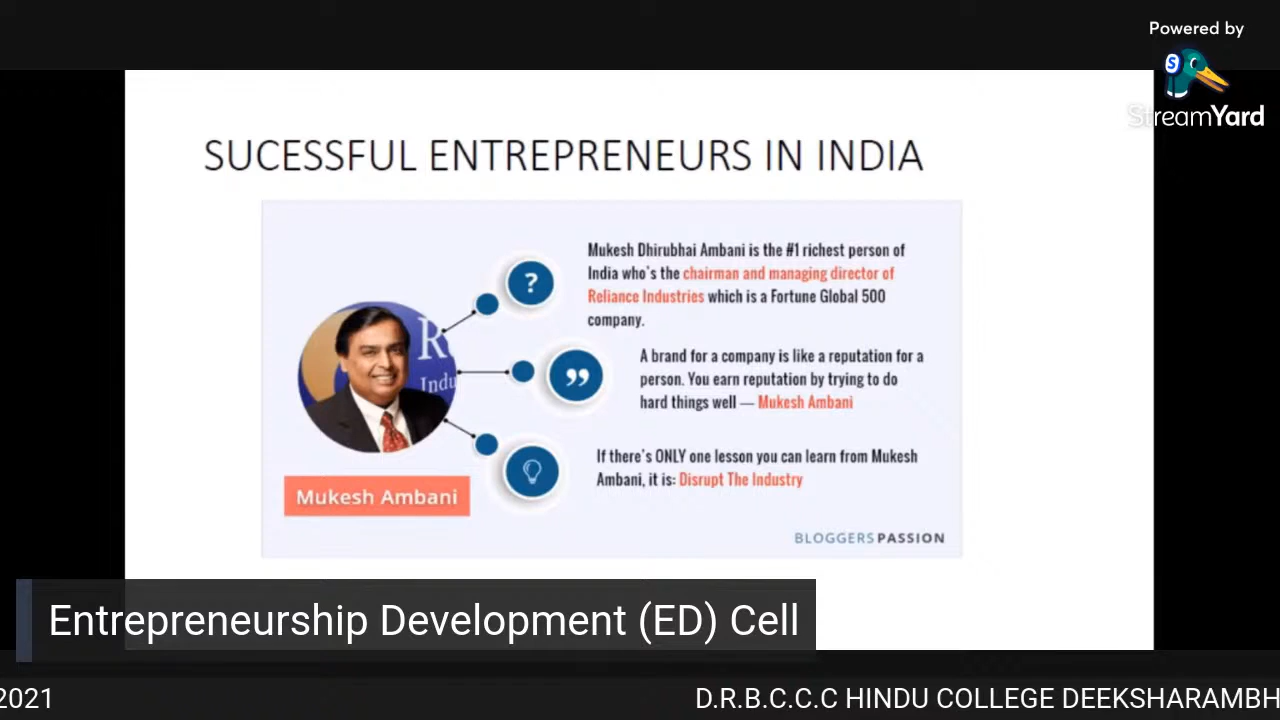 Powered by
S
StreamYard
SUCESSFUL ENTREPRENEURS IN INDIA
Mukesh Dhirubhai Ambani is the #1 richest person of
India who's the chairman and managing director of
Reliance Industries which is a Fortune Global 500
company.
?
A brand for a company is like a reputation for a
person. You earn reputation by trying to do
hard things well — Mukesh Ambani
”
R
Indu
If there's ONLY one lesson you can learn from Mukesh
Ambani, it is: Disrupt The Industry
Mukesh Ambani
BLOGGERSPASSION
Entrepreneurship Development (ED) Cell
2021
D.R.B.C.C.C HINDU COLLEGE DEEKSHARAMBH